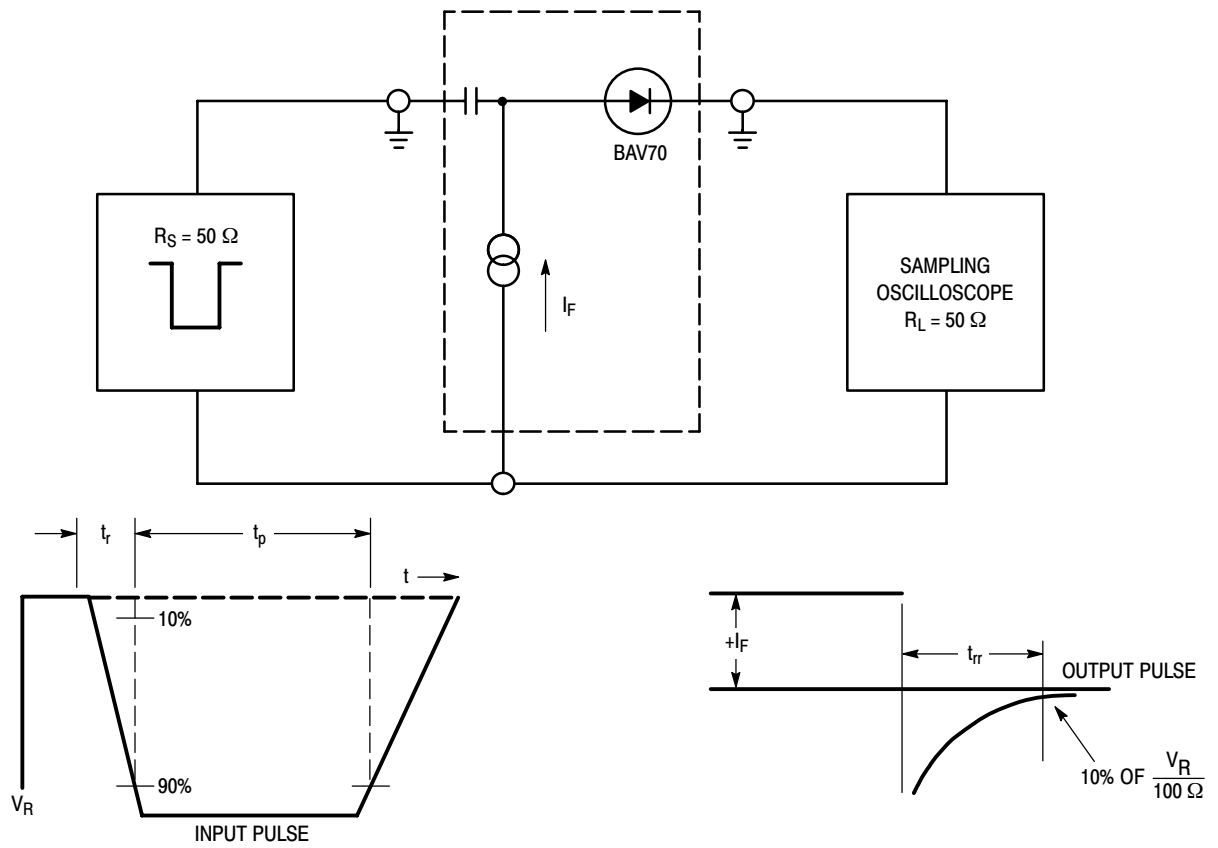 BAV70
R_S = 50 Ω
I_F
SAMPLING
OSCILLOSCOPE
R_L = 50 Ω
t_r
t_p
t
10%
90%
V_R
INPUT PULSE
+I_F
t_rr
OUTPUT PULSE
10% OF V_R / 100 Ω